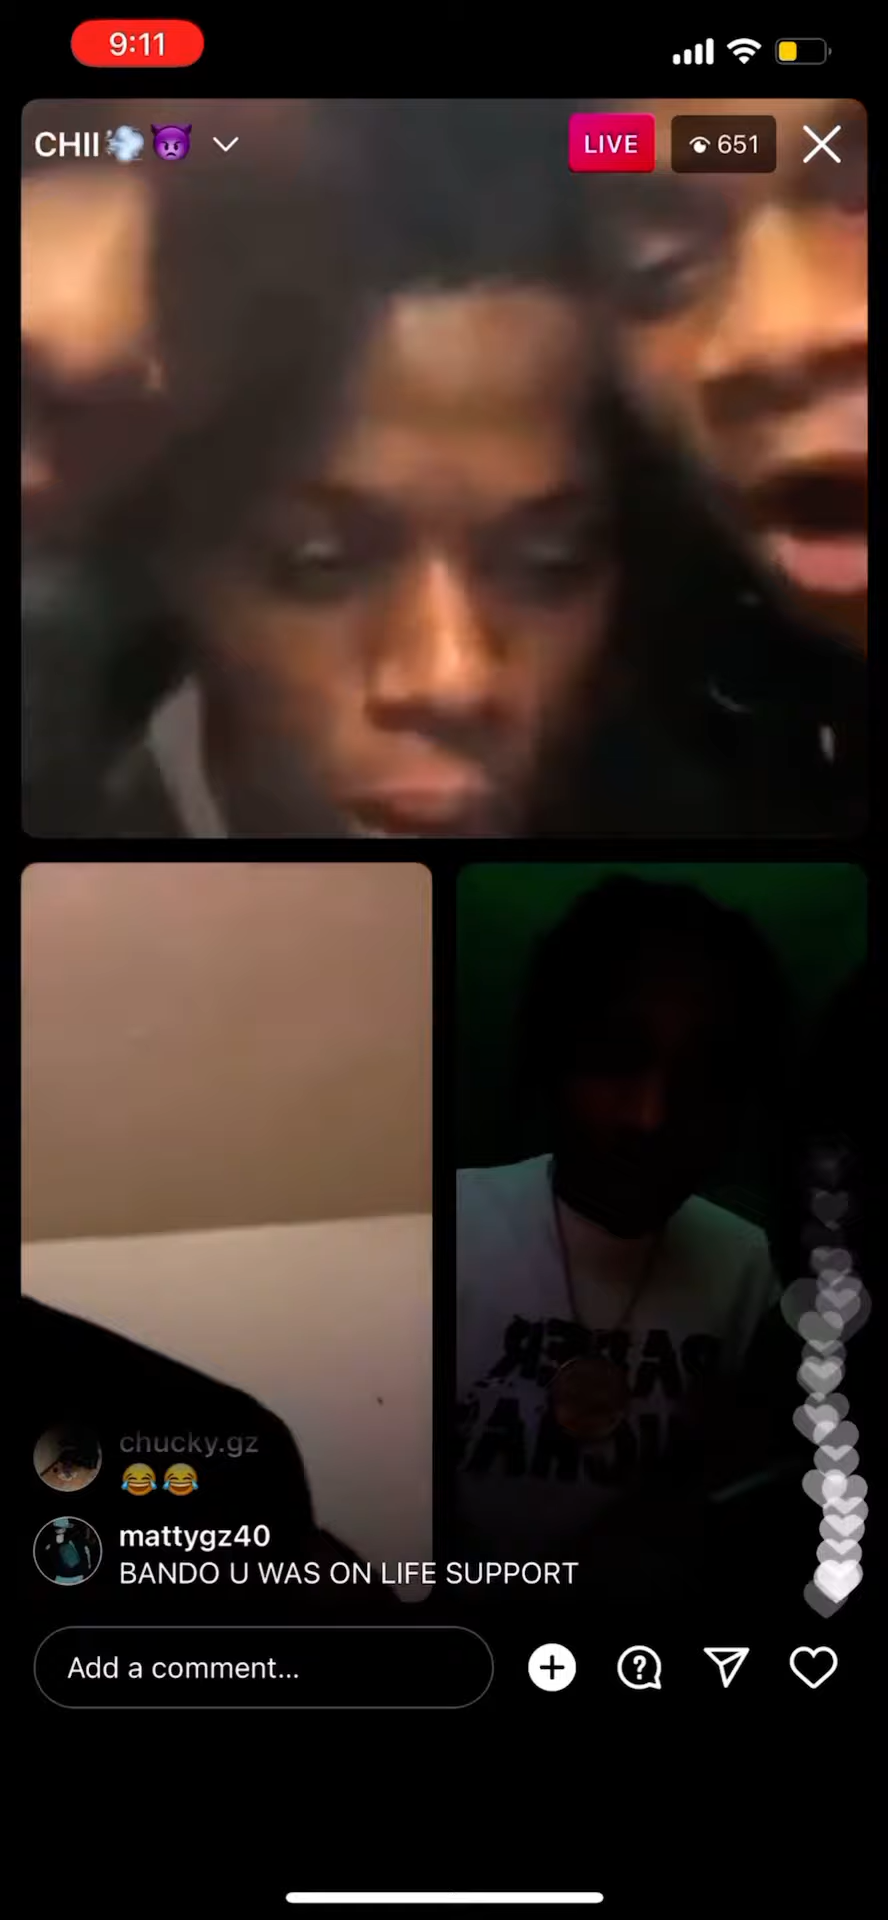 9:11
CHII💨😈
LIVE
651
chucky.gz
😂😂
mattygz40
BANDO U WAS ON LIFE SUPPORT
Add a comment...